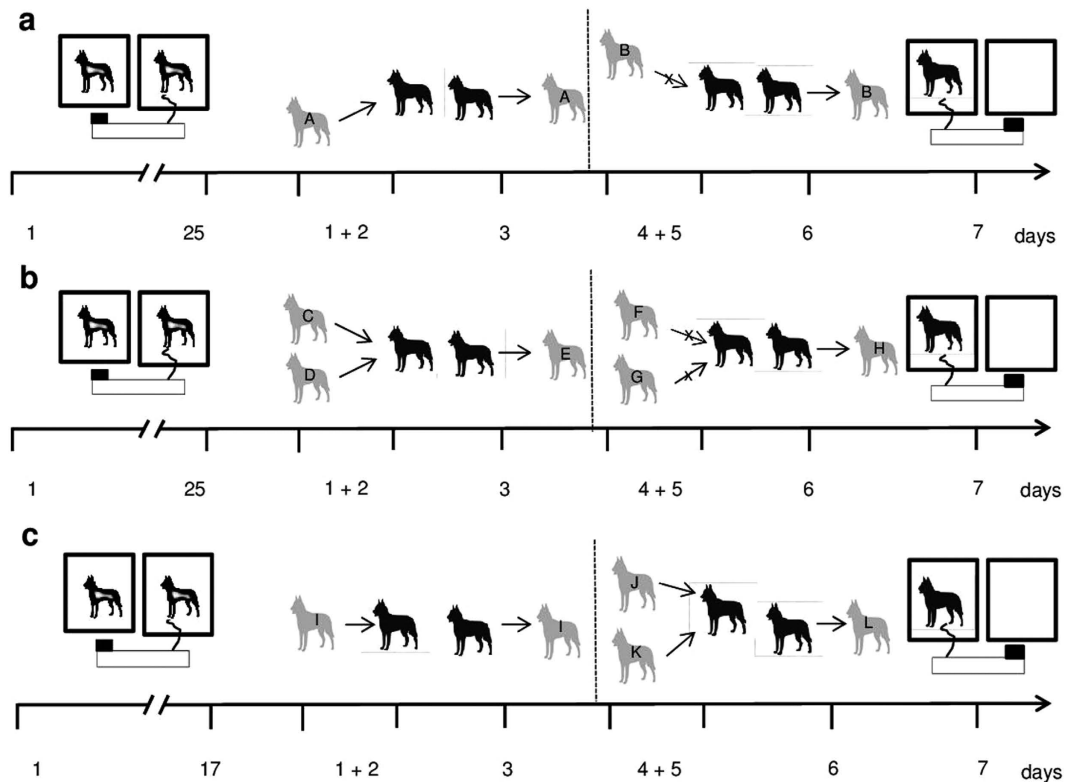 a
A A B B
x
1 25 1 + 2 3 4 + 5 6 7 days
b
C D E F G H
x
x
1 25 1 + 2 3 4 + 5 6 7 days
c
I I J K L
1 17 1 + 2 3 4 + 5 6 7 days